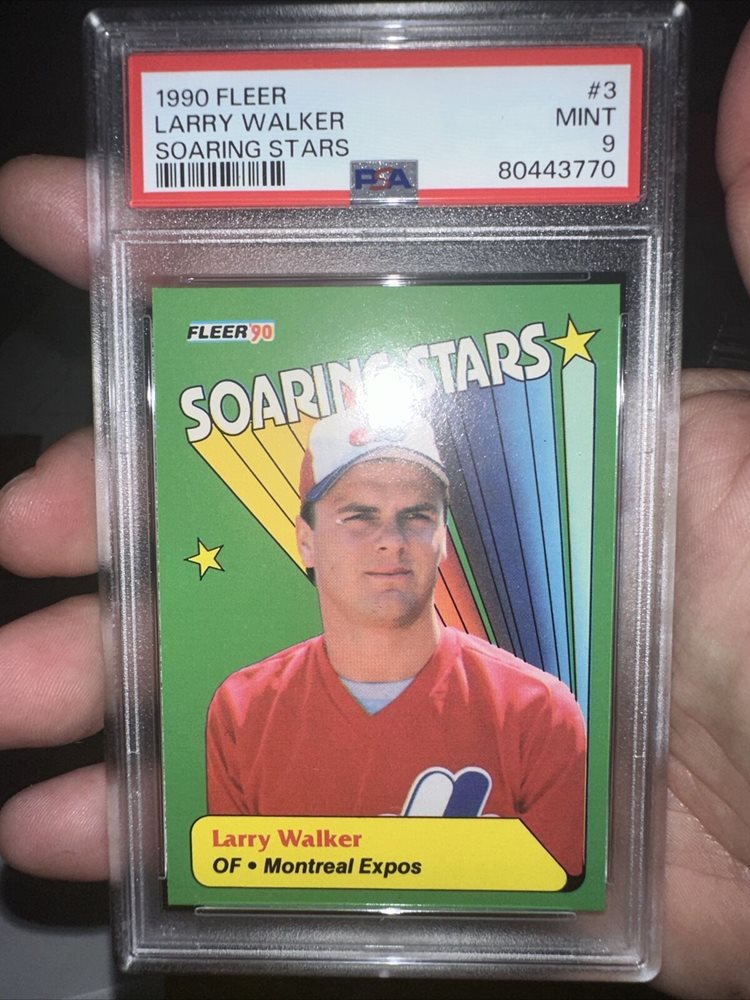 1990 FLEER
#3
LARRY WALKER
MINT
SOARING STARS
9
PSA
80443770
FLEER'90
SOARING STARS
Larry Walker
OF • Montreal Expos